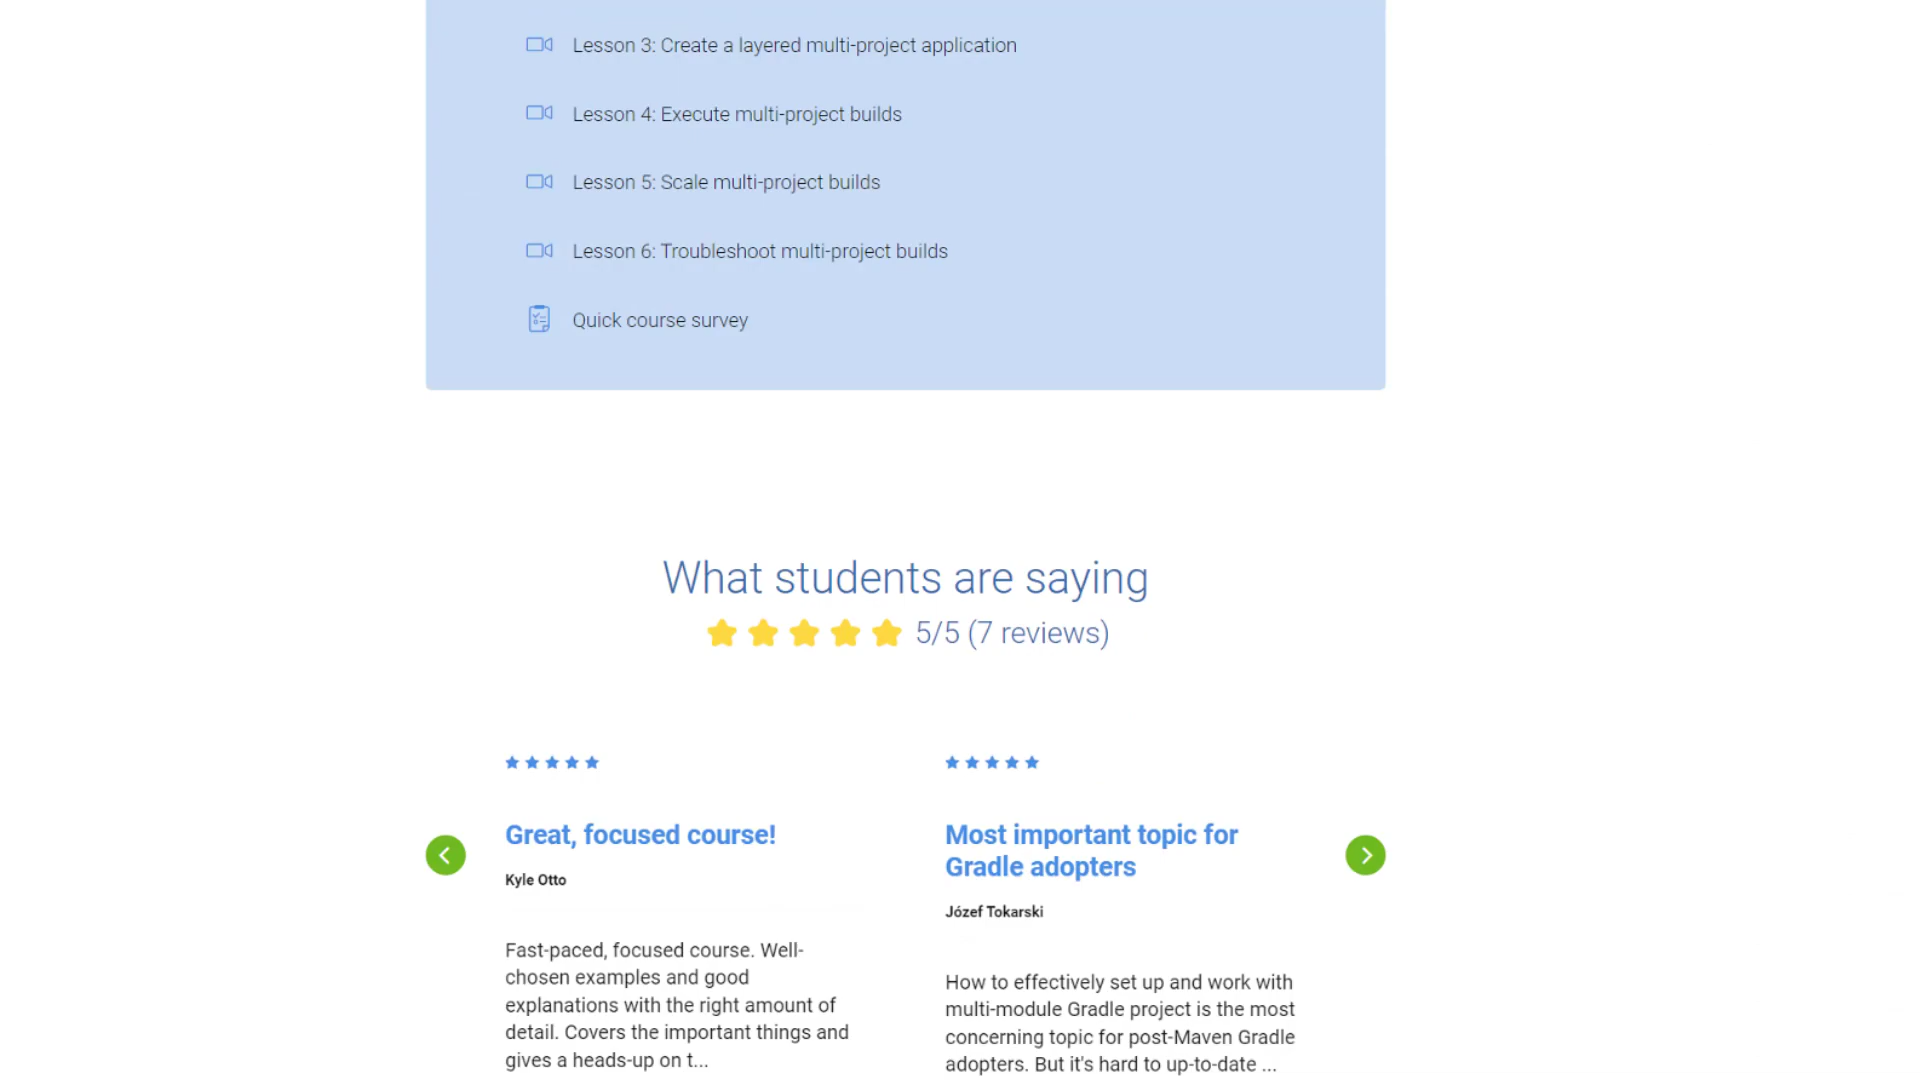 Lesson 3: Create a layered multi-project application
Lesson 4: Execute multi-project builds
Lesson 5: Scale multi-project builds
Lesson 6: Troubleshoot multi-project builds
Quick course survey
What students are saying
5/5 (7 reviews)
Great, focused course!
Kyle Otto
Fast-paced, focused course. Well-
chosen examples and good
explanations with the right amount of
detail. Covers the important things and
gives a heads-up on t...
Most important topic for
Gradle adopters
Józef Tokarski
How to effectively set up and work with
multi-module Gradle project is the most
concerning topic for post-Maven Gradle
adopters. But it's hard to up-to-date ...